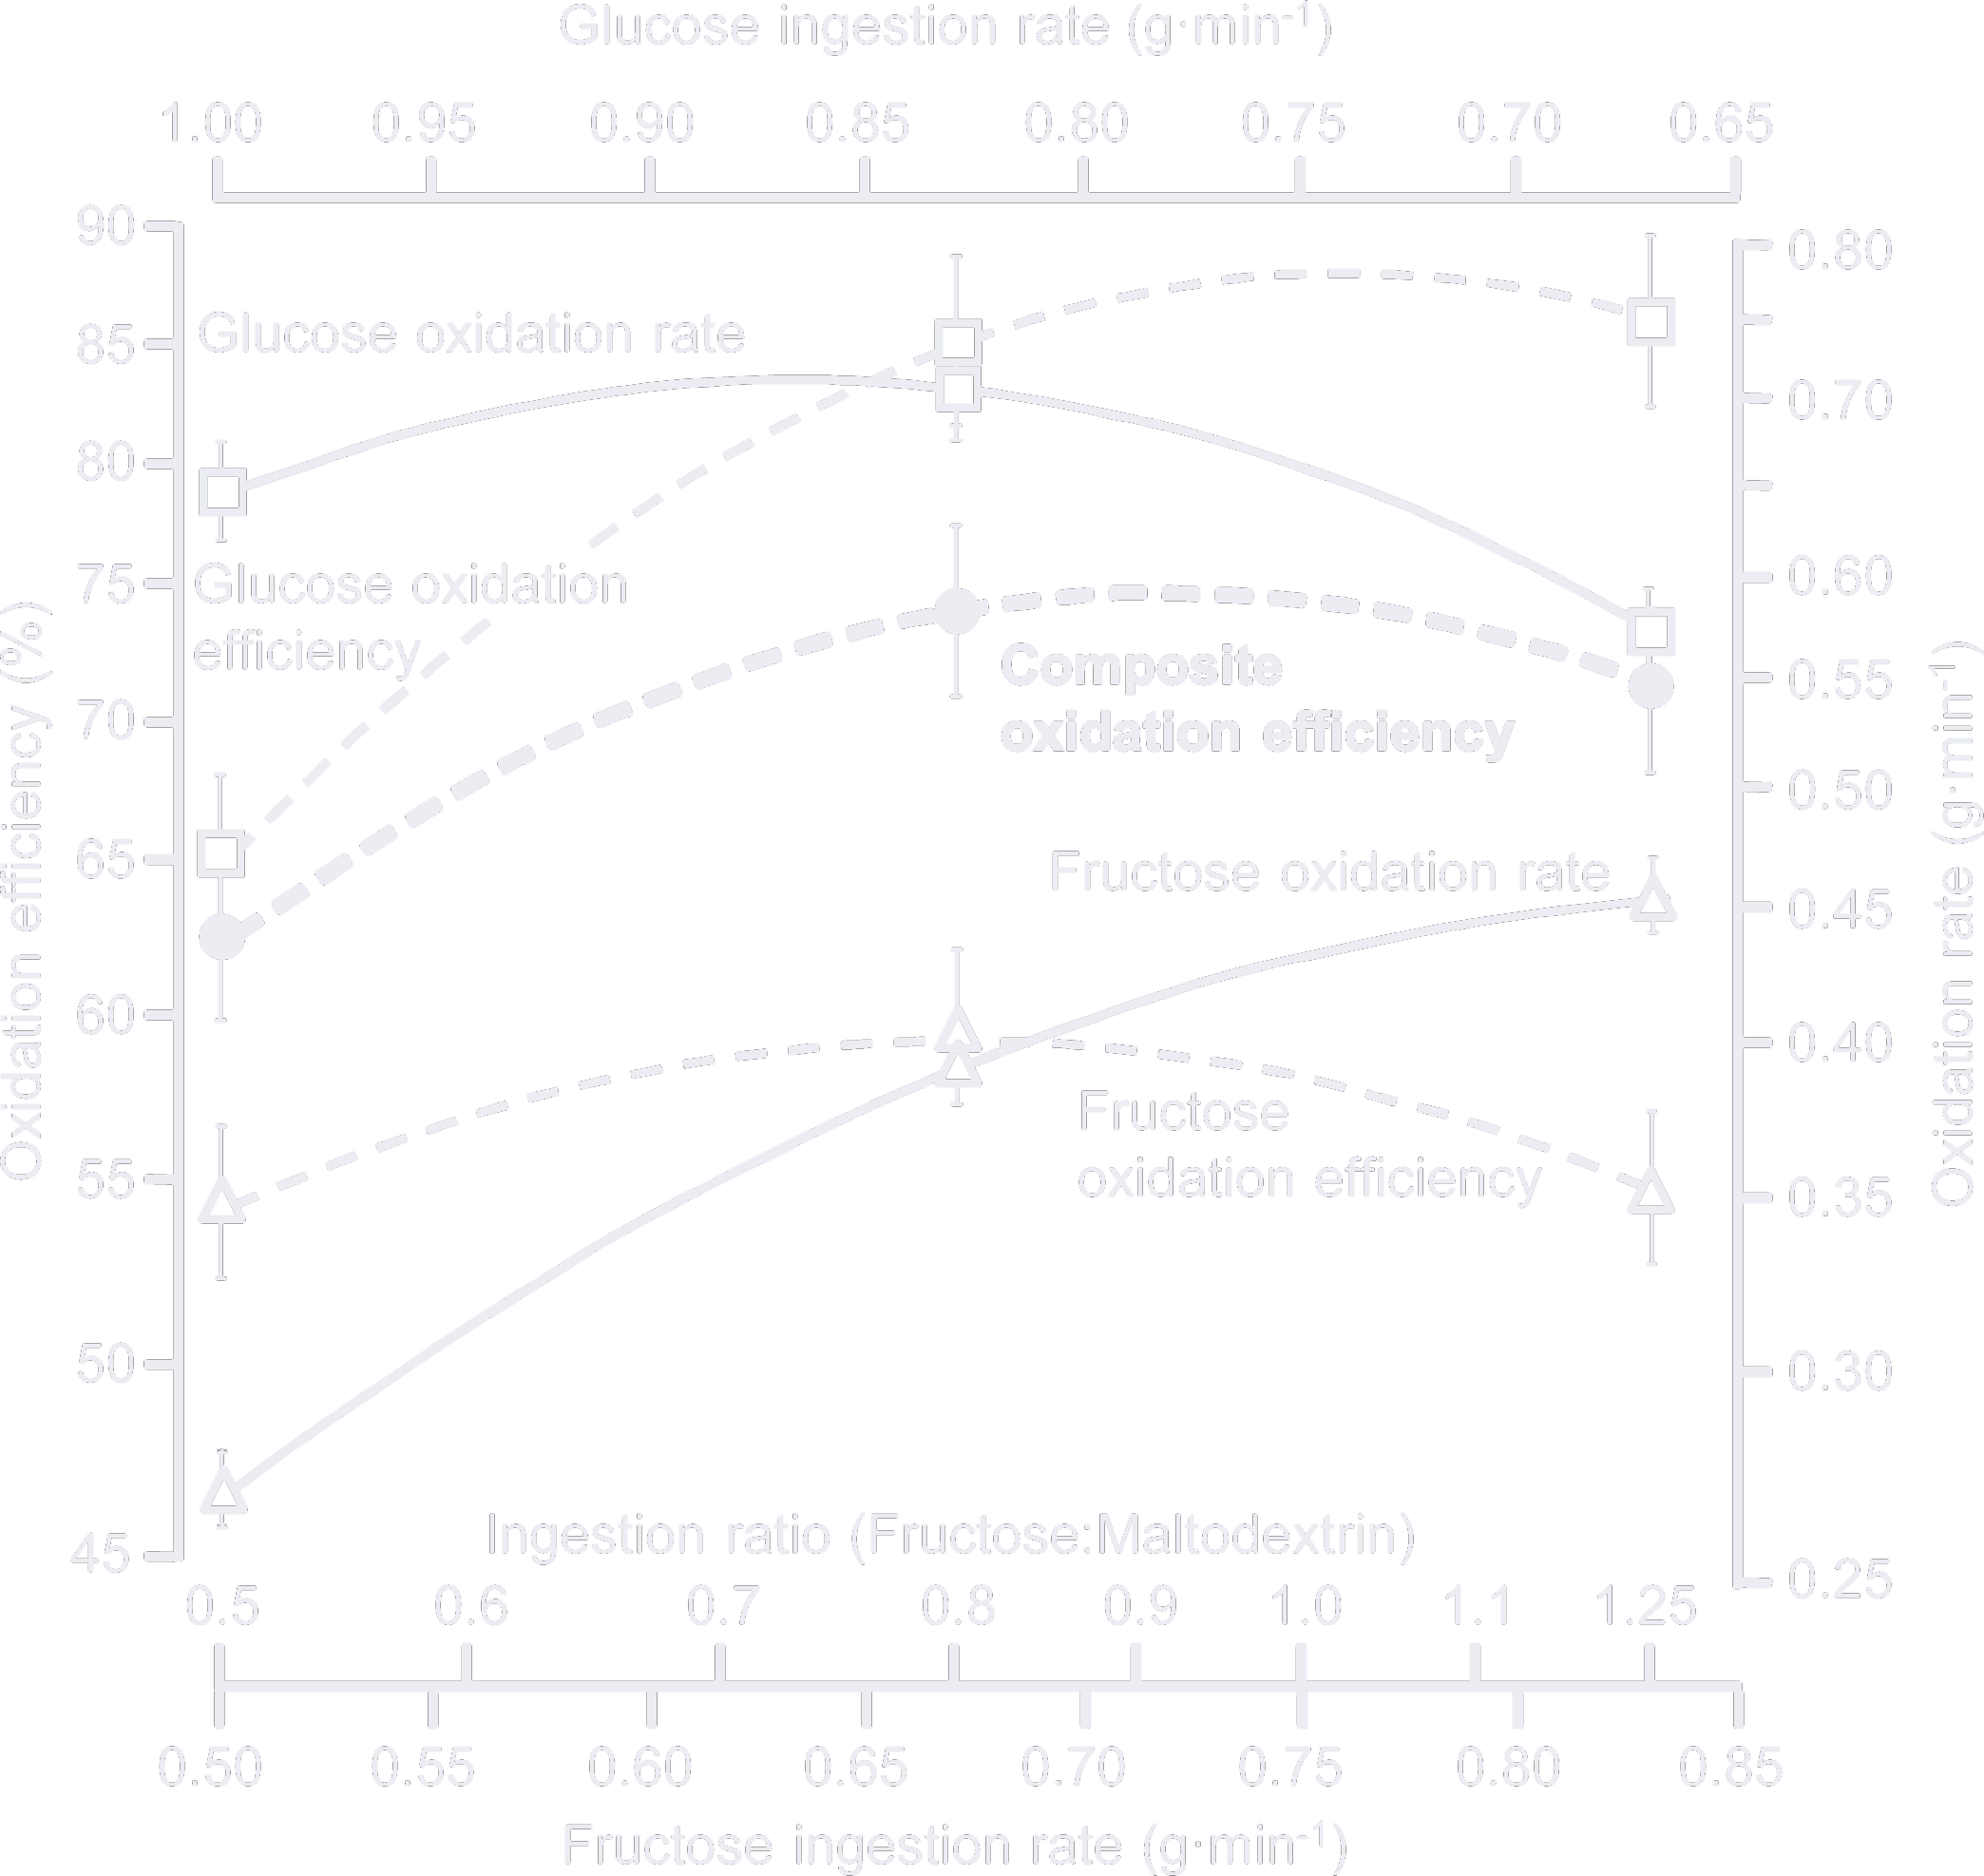 Glucose ingestion rate (g·min⁻¹)
1.00 0.95 0.90 0.85 0.80 0.75 0.70 0.65
90
85
80
75
70
65
60
55
50
45
Oxidation efficiency (%)
Glucose oxidation rate
Glucose oxidation
efficiency
Composite
oxidation efficiency
Fructose oxidation rate
Fructose
oxidation efficiency
0.80
0.70
0.60
0.55
0.50
0.45
0.40
0.35
0.30
0.25
Oxidation rate (g·min⁻¹)
Ingestion ratio (Fructose:Maltodextrin)
0.5 0.6 0.7 0.8 0.9 1.0 1.1 1.25
0.50 0.55 0.60 0.65 0.70 0.75 0.80 0.85
Fructose ingestion rate (g·min⁻¹)